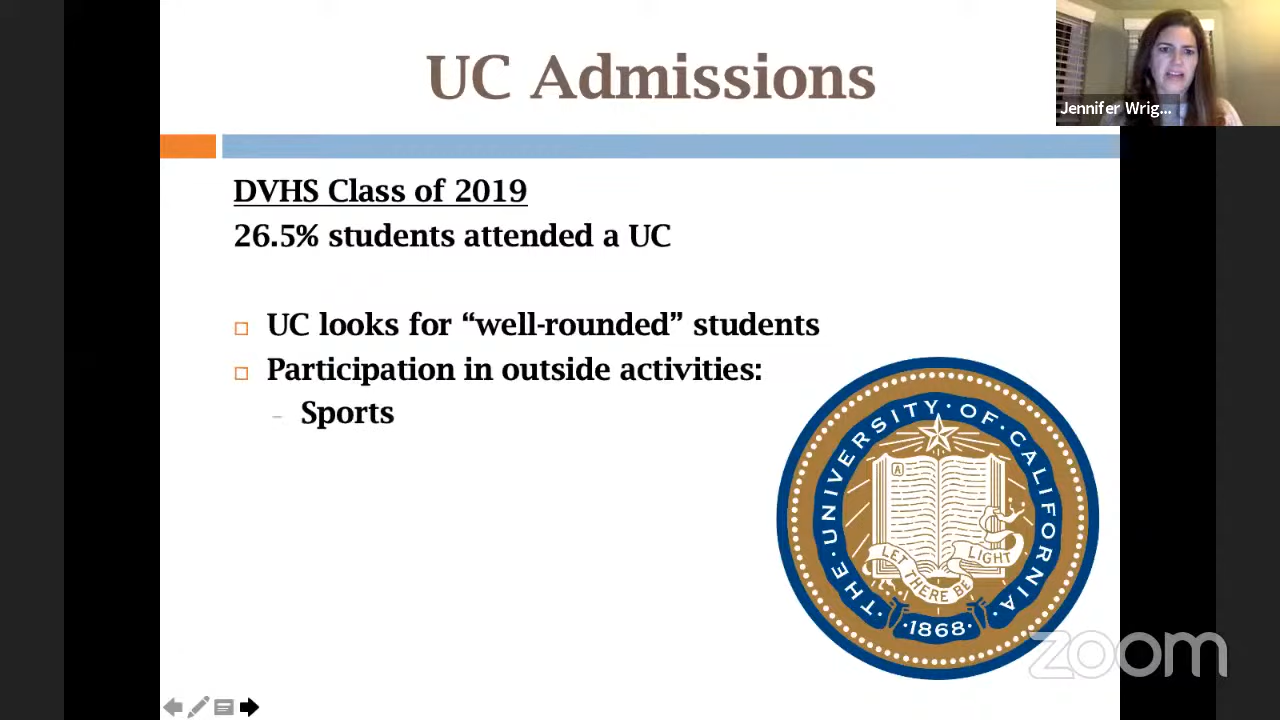 UC Admissions
Jennifer Wrig...
DVHS Class of 2019
26.5% students attended a UC
UC looks for “well-rounded” students
Participation in outside activities:
– Sports
THE · UNIVERSITY · OF · CALIFORNIA
A
LET THERE BE LIGHT
·1868·
zoom